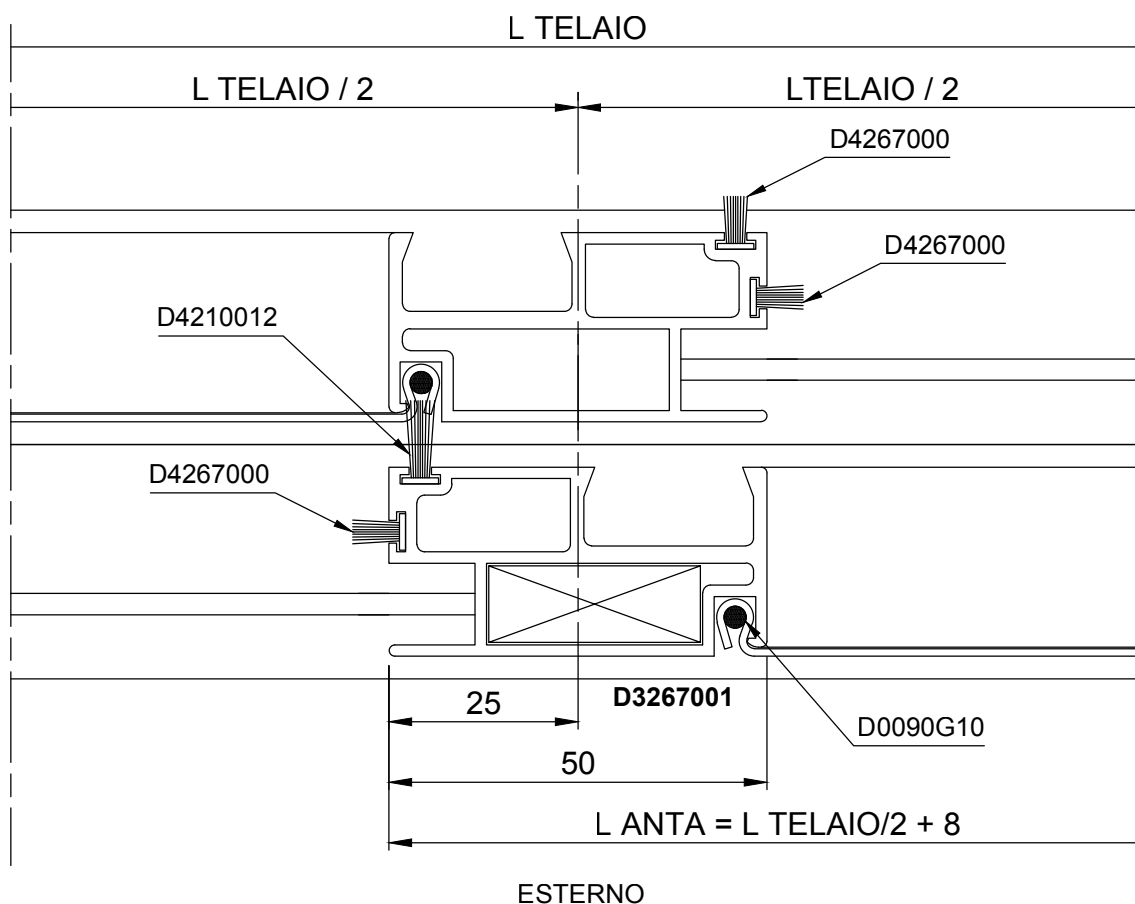 L TELAIO
L TELAIO / 2
LTELAIO / 2
D4267000
D4267000
D4210012
D4267000
25
D3267001
D0090G10
50
L ANTA = L TELAIO/2 + 8
ESTERNO